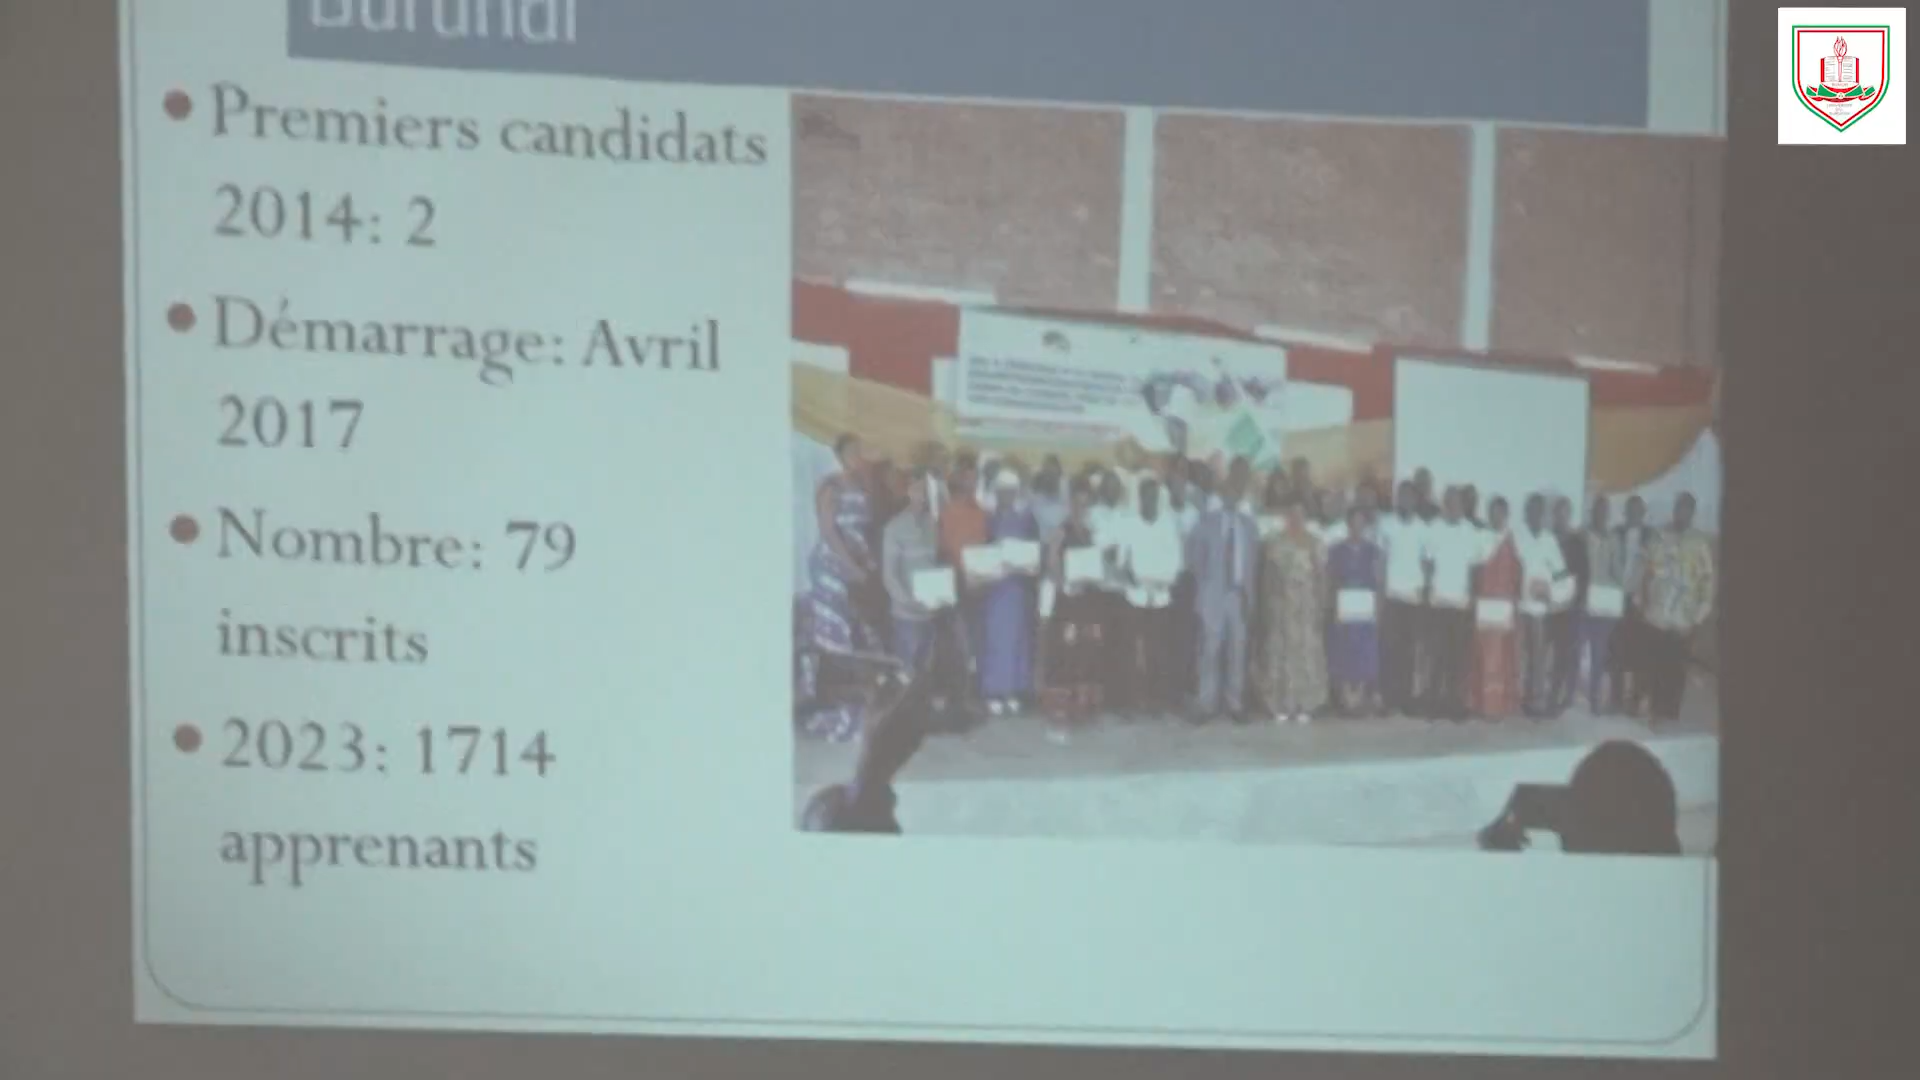 Burundi
Premiers candidats
2014: 2
Démarrage: Avril
2017
Nombre: 79
inscrits
2023: 1714
apprenants